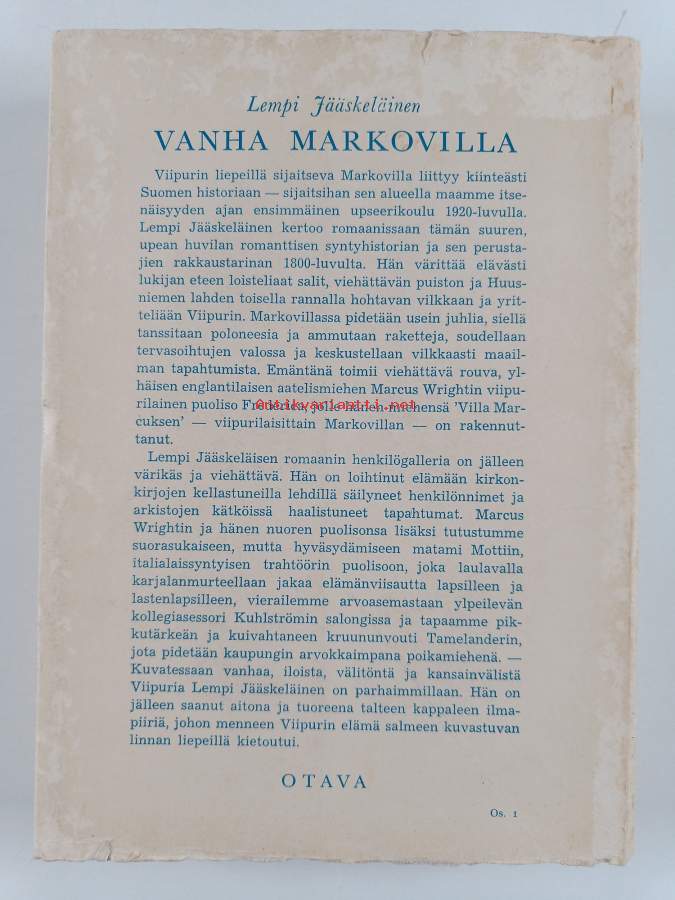 Lempi Jääskeläinen
VANHA MARKOVILLA
Viipurin liepeillä sijaitseva Markovilla liittyy kiinteästi
Suomen historiaan — sijaitsihan sen alueella maamme itse-
näisyyden ajan ensimmäinen upseerikoulu 1920-luvulla.
Lempi Jääskeläinen kertoo romaanissaan tämän suuren,
upean huvilan romanttisen syntyhistorian ja sen perusta-
jien rakkaustarinan 1800-luvulta. Hän värittää elävästi
lukijan eteen loisteliaat salit, viehättävän puiston ja Huus-
niemen lahden toisella rannalla hohtavan vilkkaan ja yrit-
teliään Viipurin. Markovillassa pidetään usein juhlia, siellä
tanssitaan poloneesia ja ammutaan raketteja, soudellaan
tervasoihtujen valossa ja keskustellaan vilkkaasti maail-
man tapahtumista. Emäntänä toimii viehättävä rouva, yl-
häisen englantilaisen aatelismiehen Marcus Wrightin viipu-
rilainen puoliso Frederica, jolle hänen miehensä 'Villa Mar-
cuksen' — viipurilaisittain Markovillan — on rakennut-
tanut.
Lempi Jääskeläisen romaanin henkilögalleria on jälleen
värikäs ja viehättävä. Hän on loihtinut elämään kirkon-
kirjojen kellastuneilla lehdillä säilyneet henkilönnimet ja
arkistojen kätköissä haalistuneet tapahtumat. Marcus
Wrightin ja hänen nuoren puolisonsa lisäksi tutustumme
suorasukaiseen, mutta hyväsydämiseen matami Mottiin,
italialaissyntyisen trahtöörin puolisoon, joka laulavalla
karjalanmurteellaan jakaa elämänviisautta lapsilleen ja
lastenlapsilleen, vierailemme arvoasemastaan ylpeilevän
kollegiasessori Kuhlströmin salongissa ja tapaamme pik-
kutärkeän ja kuivahtaneen kruununvouti Tamelanderin,
jota pidetään kaupungin arvokkaimpana poikamiehenä. —
Kuvatessaan vanhaa, iloista, välitöntä ja kansainvälistä
Viipuria Lempi Jääskeläinen on parhaimmillaan. Hän on
jälleen saanut aitona ja tuoreena talteen kappaleen ilma-
piiriä, johon menneen Viipurin elämä salmeen kuvastuvan
linnan liepeillä kietoutui.
OTAVA
Os. 1
Antikvariaatti.net